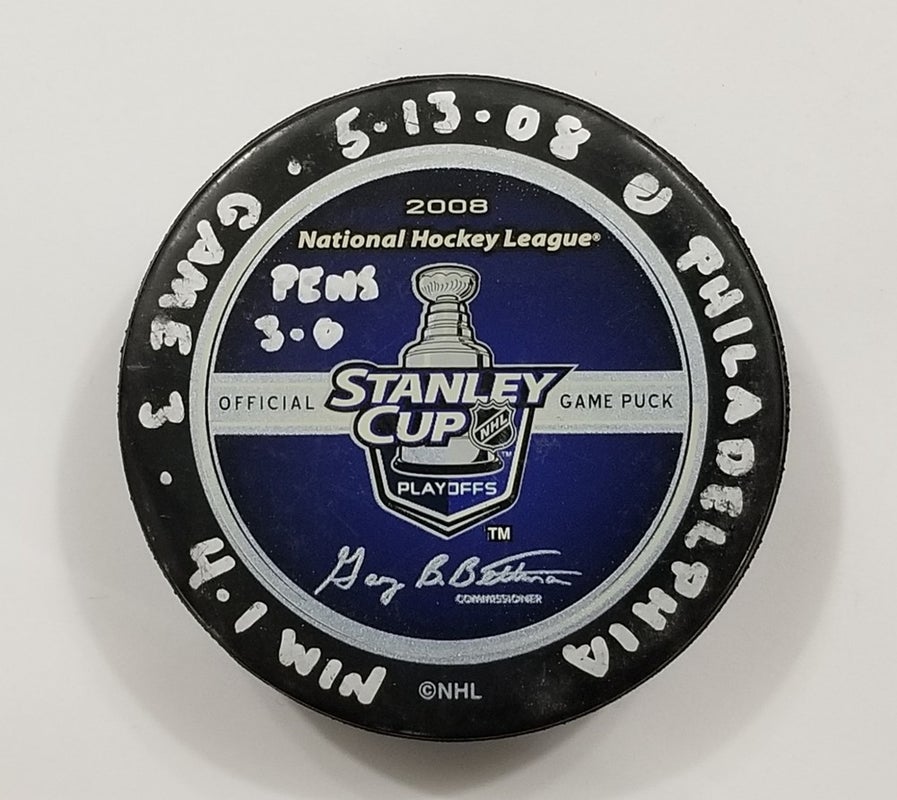 5·13·08 @ PHILADELPHIA
GAME 3 · 4·1 WIN
2008
National Hockey League®
PENS
3-0
OFFICIAL STANLEY CUP GAME PUCK
NHL
TM
PLAYOFFS
TM
Gary B. Bettman
COMMISSIONER
©NHL